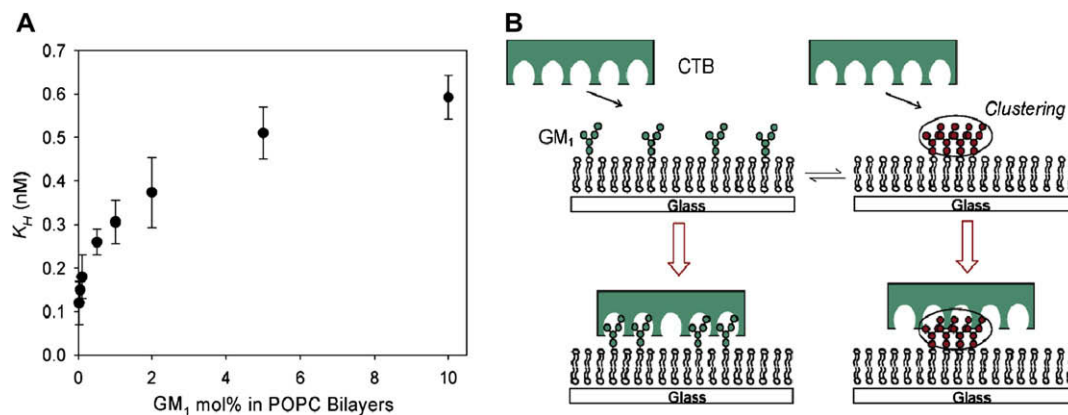 A
K_H (nM)
0.7
0.6
0.5
0.4
0.3
0.2
0.1
0.0
0 2 4 6 8 10
GM₁ mol% in POPC Bilayers
B
CTB
Clustering
GM₁
Glass
Glass
Glass
Glass